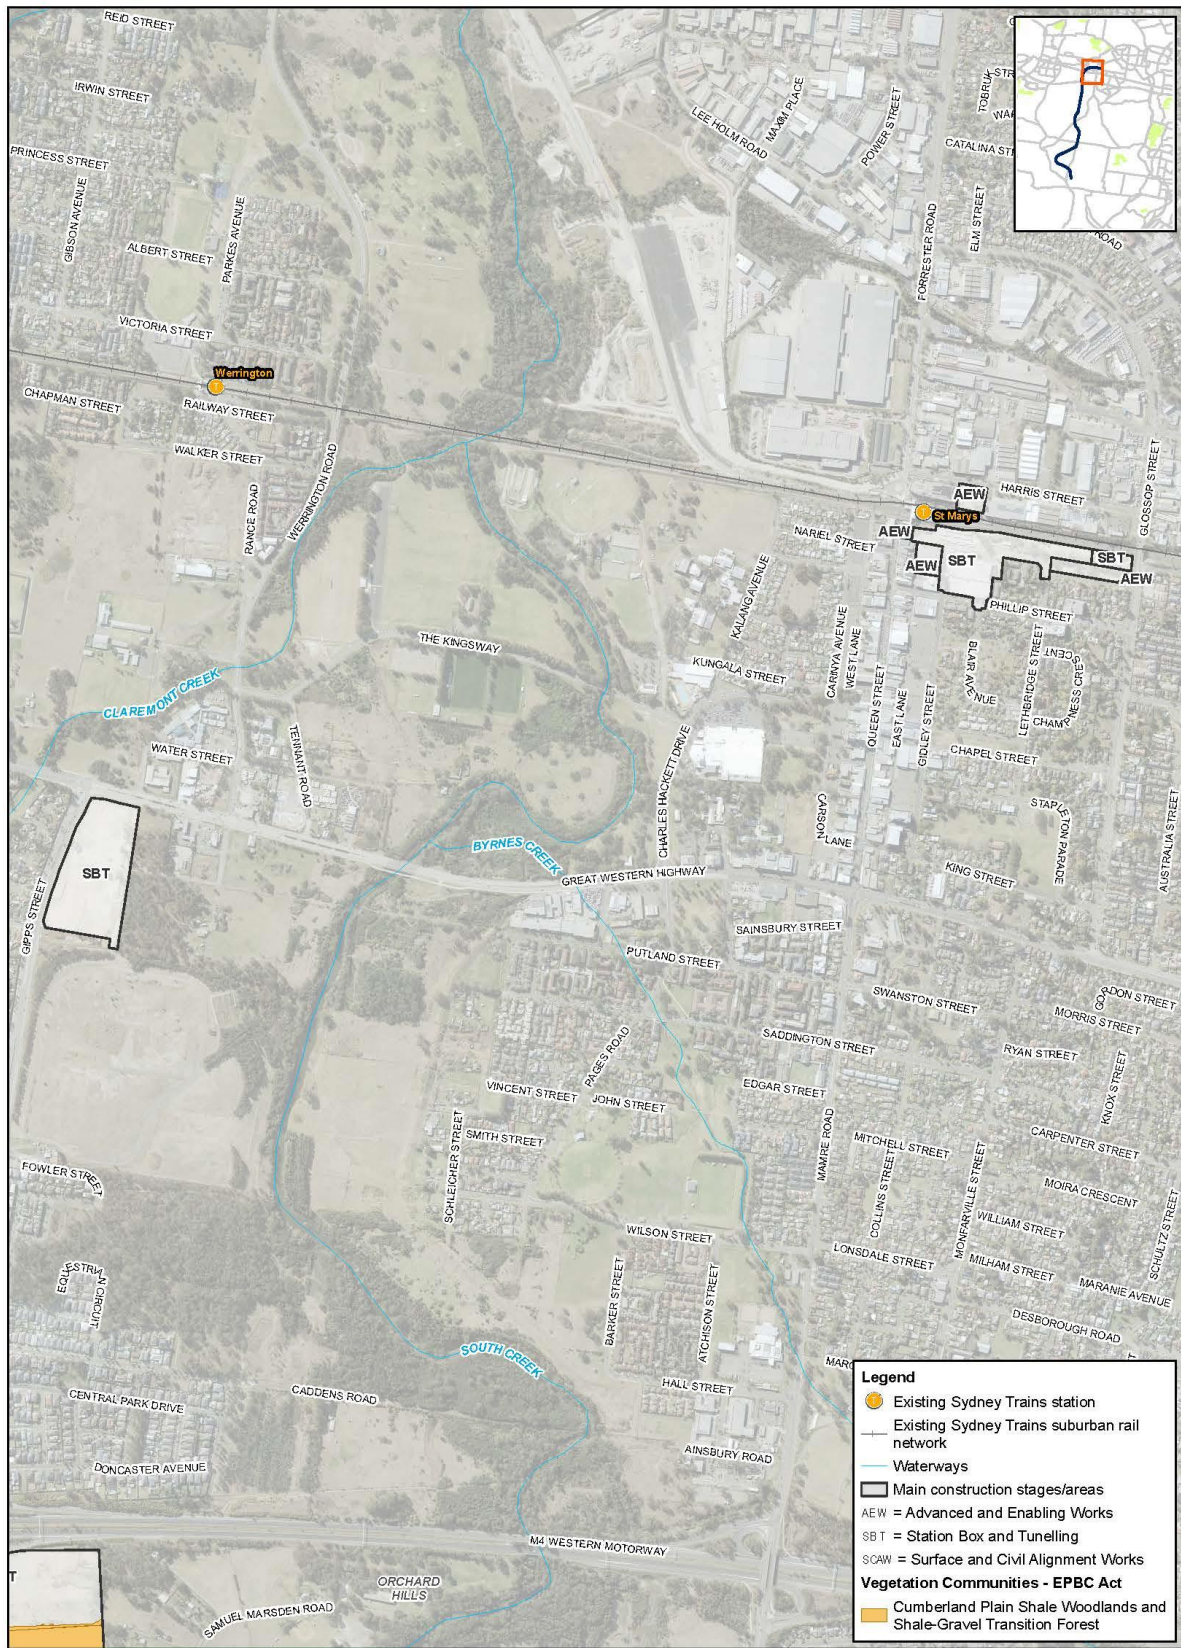 REID STREET
IRWIN STREET
PRINCESS STREET
GIBSON AVENUE
ALBERT STREET
PARKES AVENUE
VICTORIA STREET
Werrington
CHAPMAN STREET
RAILWAY STREET
WALKER STREET
RANCE ROAD
WERRINGTON ROAD
LEE HOLM ROAD
MAXIM PLACE
POWER STREET
TOBRUK
CATALINA
FORRESTER ROAD
ELM STREET
ROAD
GLOSSOP STREET
HARRIS STREET
AEW
St Marys
NARIEL STREET
AEW
SBT
SBT
AEW
AEW
PHILLIP STREET
KALANG AVENUE
THE KINGSWAY
KUNGALA STREET
CARINYA AVENUE
WEST LANE
QUEEN STREET
EAST LANE
GIDLEY STREET
BLAIR AVENUE
LETHBRIDGE STREET
CHAMPNESS CRESCENT
CHAPEL STREET
CLAREMONT CREEK
WATER STREET
TENNANT ROAD
CHARLES HACKETT DRIVE
CARSON LANE
STAPLETON PARADE
AUSTRALIA STREET
SBT
GIPPS STREET
BYRNES CREEK
GREAT WESTERN HIGHWAY
KING STREET
SAINSBURY STREET
PUTLAND STREET
SWANSTON STREET
GORDON STREET
MORRIS STREET
SADDINGTON STREET
RYAN STREET
PAGES ROAD
VINCENT STREET
JOHN STREET
EDGAR STREET
KNOX STREET
SMITH STREET
SCHLEICHER STREET
MAMRE ROAD
MITCHELL STREET
COLLINS STREET
CARPENTER STREET
MONFARVILLE STREET
MOIRA CRESCENT
WILLIAM STREET
SCHULTZ STREET
FOWLER STREET
WILSON STREET
LONSDALE STREET
MILHAM STREET
MARANIE AVENUE
EQUESTRIAN CIRCUIT
BARKER STREET
ATCHISON STREET
DESBOROUGH ROAD
SOUTH CREEK
CENTRAL PARK DRIVE
CADDENS ROAD
HALL STREET
DONCASTER AVENUE
AINSBURY ROAD
M4 WESTERN MOTORWAY
T
ORCHARD
HILLS
SAMUEL MARSDEN ROAD
Legend
T Existing Sydney Trains station
Existing Sydney Trains suburban rail
network
Waterways
Main construction stages/areas
AEW = Advanced and Enabling Works
SBT = Station Box and Tunelling
SCAW = Surface and Civil Alignment Works
Vegetation Communities - EPBC Act
Cumberland Plain Shale Woodlands and
Shale-Gravel Transition Forest